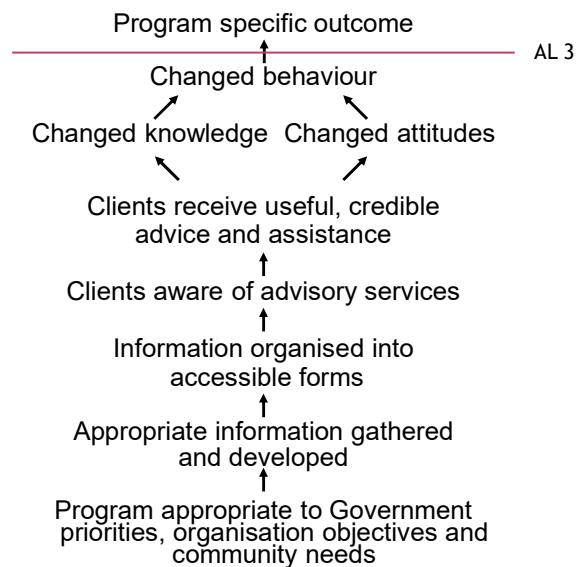 Program specific outcome
AL 3
Changed behaviour
Changed knowledge Changed attitudes
Clients receive useful, credible
advice and assistance
Clients aware of advisory services
Information organised into
accessible forms
Appropriate information gathered
and developed
Program appropriate to Government
priorities, organisation objectives and
community needs